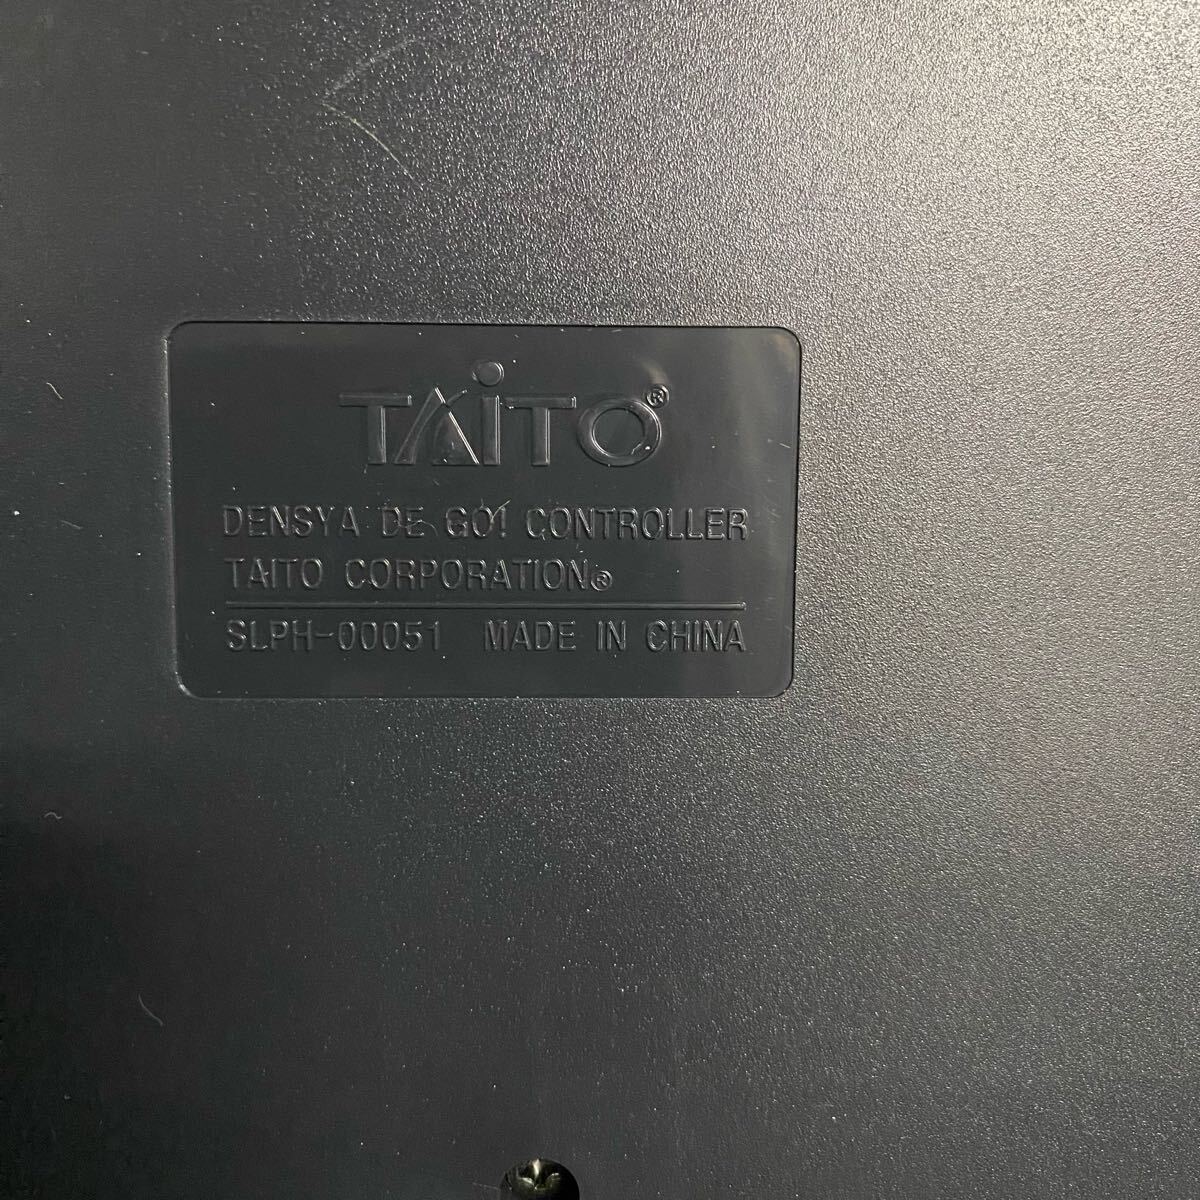 TAiTO®
DENSYA DE GO! CONTROLLER
TAITO CORPORATION®
SLPH-00051 MADE IN CHINA